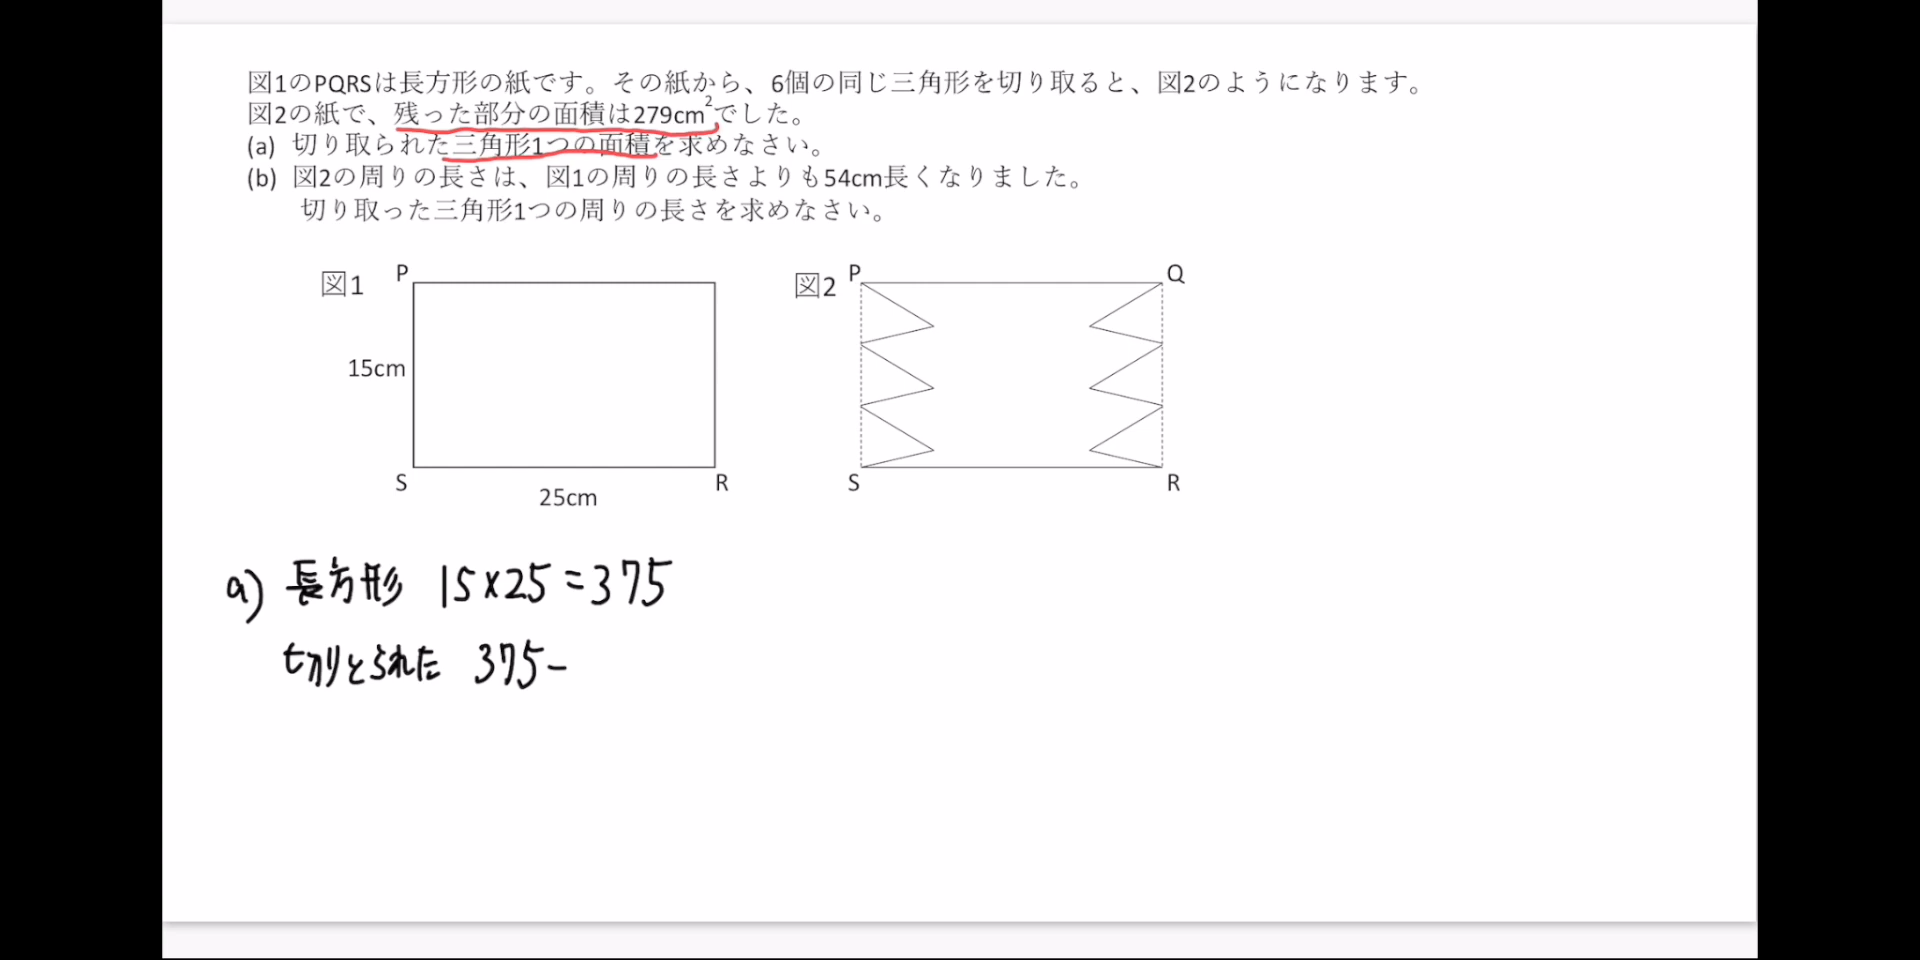 図1のPQRSは長方形の紙です。その紙から、6個の同じ三角形を切り取ると、図2のようになります。
図2の紙で、残った部分の面積は279cm²でした。
(a) 切り取られた三角形1つの面積を求めなさい。
(b) 図2の周りの長さは、図1の周りの長さよりも54cm長くなりました。
切り取った三角形1つの周りの長さを求めなさい。
図1
P
15cm
S
R
25cm
図2
P
Q
S
R
a) 長方形 15×25=375
切りとられた 375-